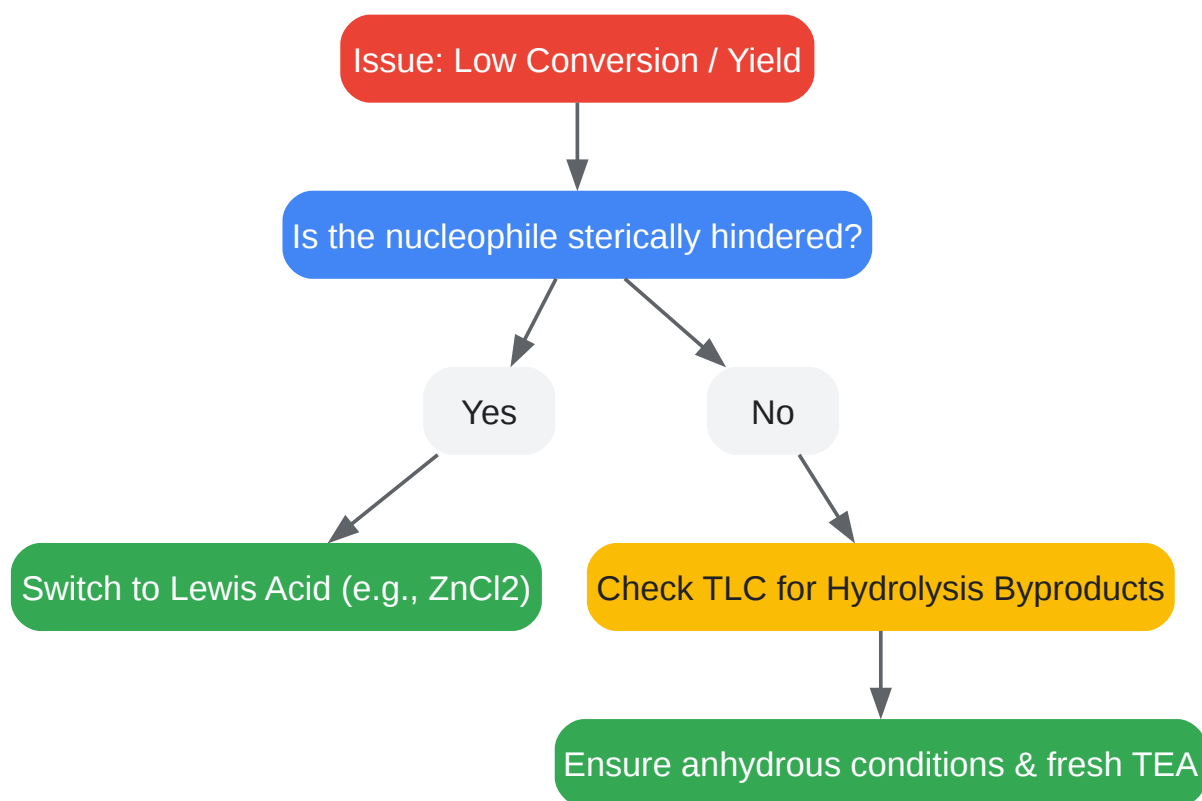 Issue: Low Conversion / Yield
Is the nucleophile sterically hindered?
Yes
No
Switch to Lewis Acid (e.g., ZnCl2)
Check TLC for Hydrolysis Byproducts
Ensure anhydrous conditions & fresh TEA